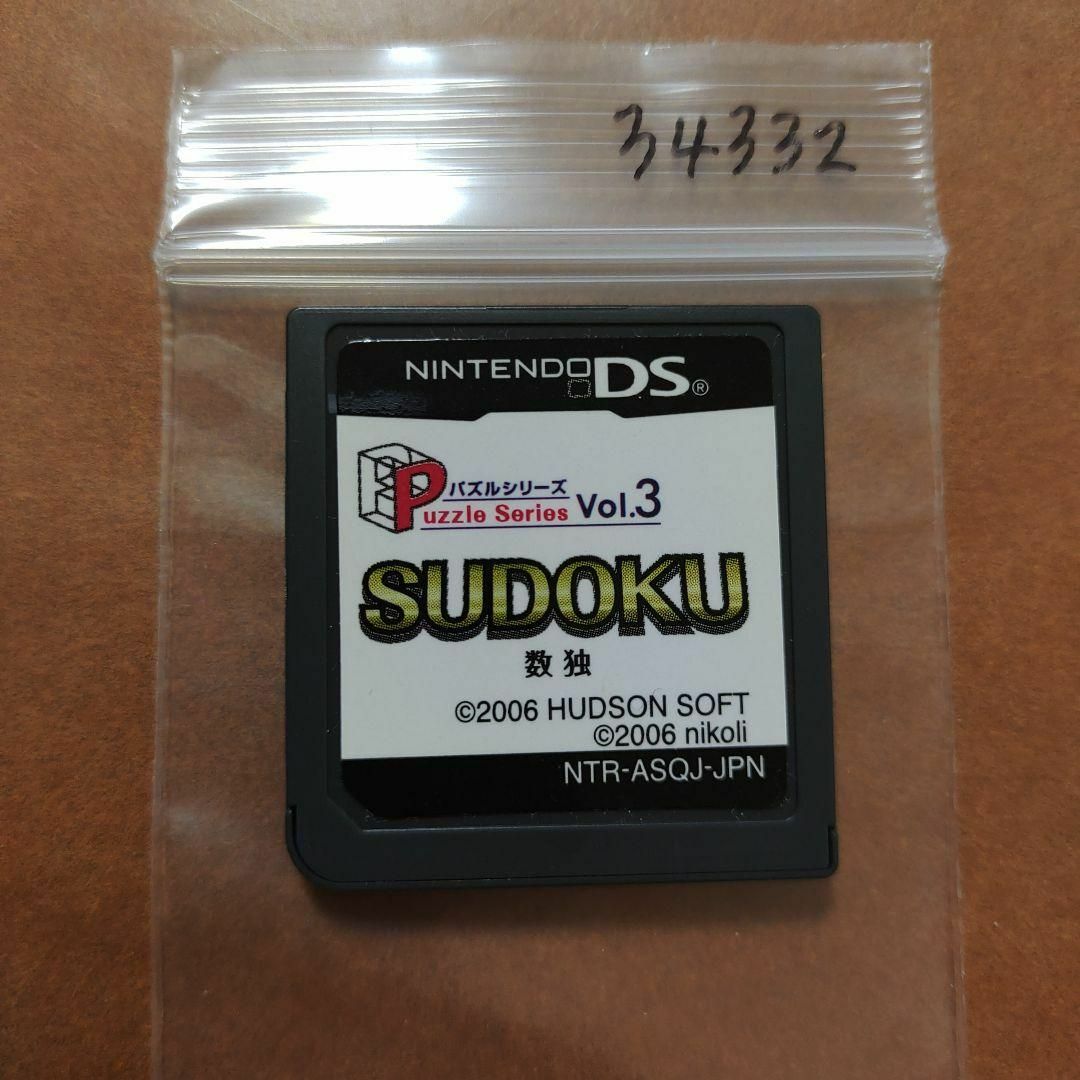 34332
NINTENDO DS®
パズルシリーズ
Puzzle Series Vol.3
SUDOKU
数独
©2006 HUDSON SOFT
©2006 nikoli
NTR-ASQJ-JPN